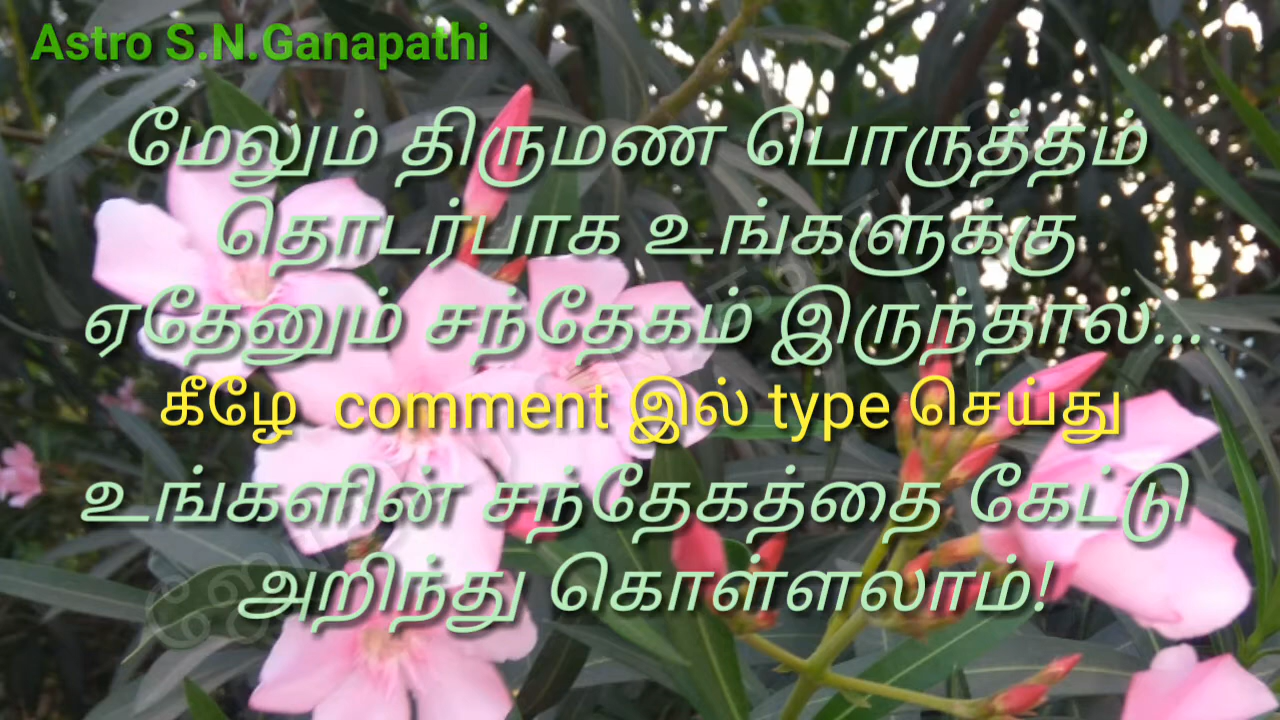 Astro S.N.Ganapathi
மேலும் திருமண பொருத்தம்
தொடர்பாக உங்களுக்கு
ஏதேனும் சந்தேகம் இருந்தால்...
கீழே comment இல் type செய்து
உங்களின் சந்தேகத்தை கேட்டு
அறிந்து கொள்ளலாம்!